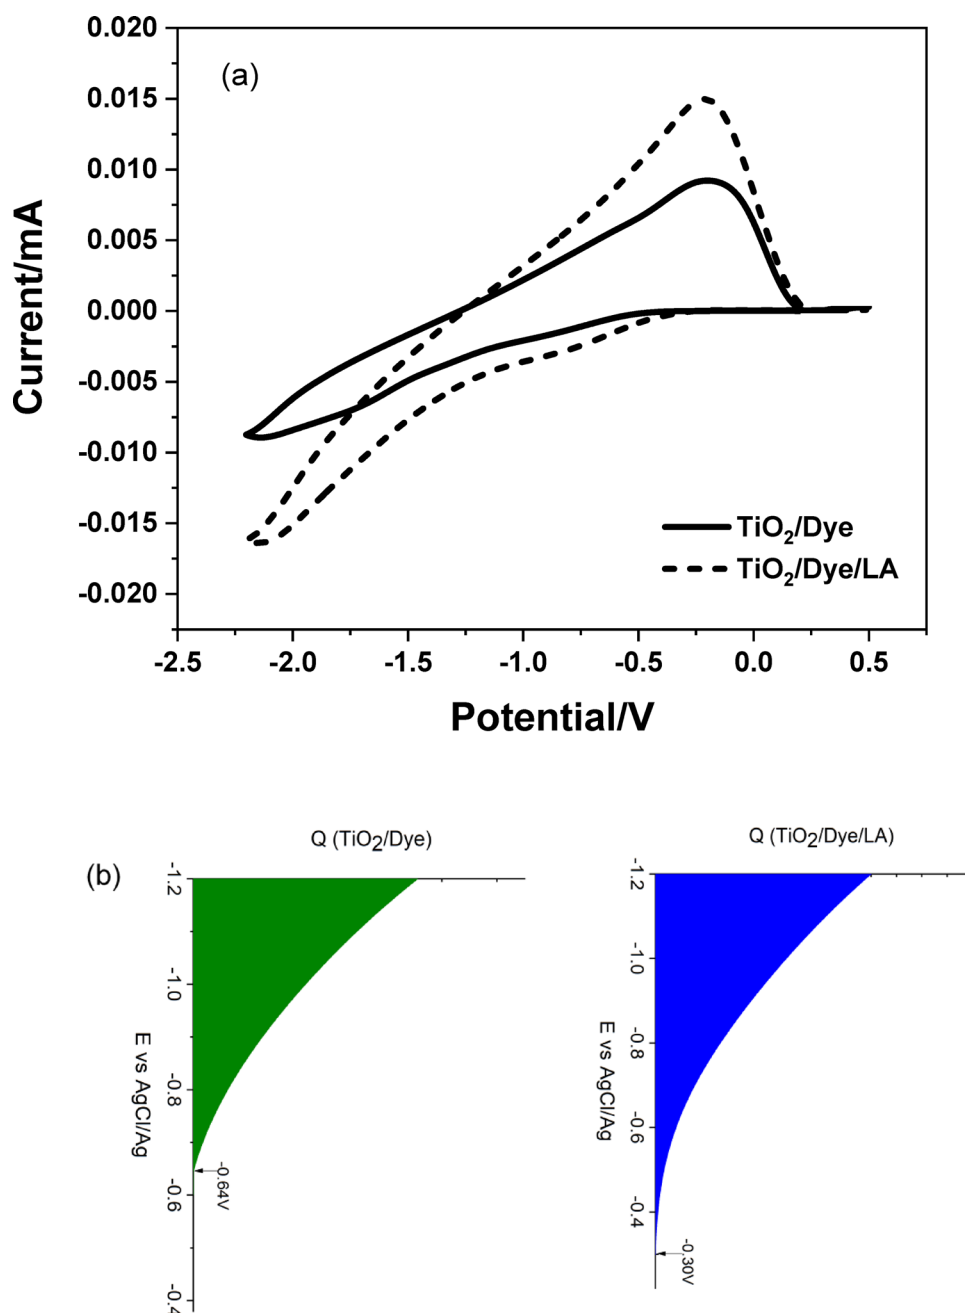 (a)
0.020
0.015
0.010
0.005
0.000
-0.005
-0.010
-0.015
-0.020
Current/mA
TiO2/Dye
TiO2/Dye/LA
-2.5 -2.0 -1.5 -1.0 -0.5 0.0 0.5
Potential/V
(b)
Q (TiO2/Dye)
-1.2
-1.0
-0.8
-0.6
-0.4
E vs AgCl/Ag
-0.64V
Q (TiO2/Dye/LA)
-1.2
-1.0
-0.8
-0.6
-0.4
E vs AgCl/Ag
-0.30V